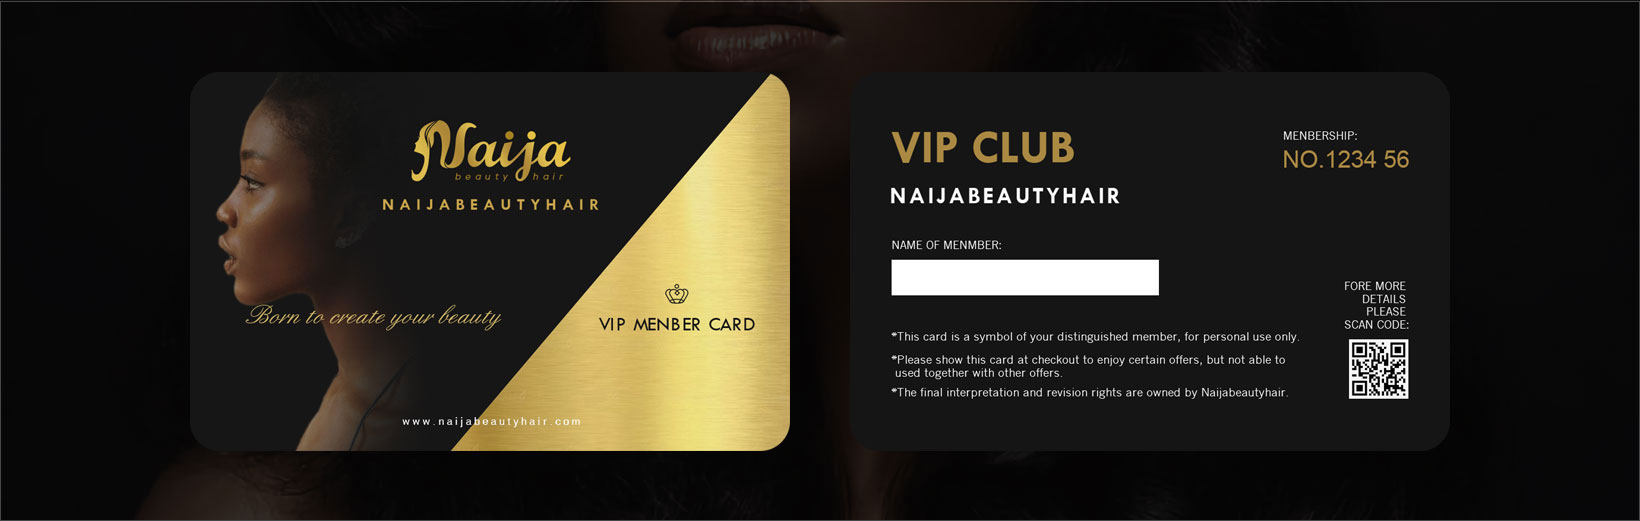 Naija
beauty hair
NAIJABEAUTYHAIR
Born to create your beauty
VIP MENBER CARD
www.naijabeautyhair.com
VIP CLUB
NAIJABEAUTYHAIR
MENBERSHIP:
NO.1234 56
NAME OF MENMBER:
FORE MORE
DETAILS
PLEASE
SCAN CODE:
*This card is a symbol of your distinguished member, for personal use only.
*Please show this card at checkout to enjoy certain offers, but not able to
used together with other offers.
*The final interpretation and revision rights are owned by Naijabeautyhair.